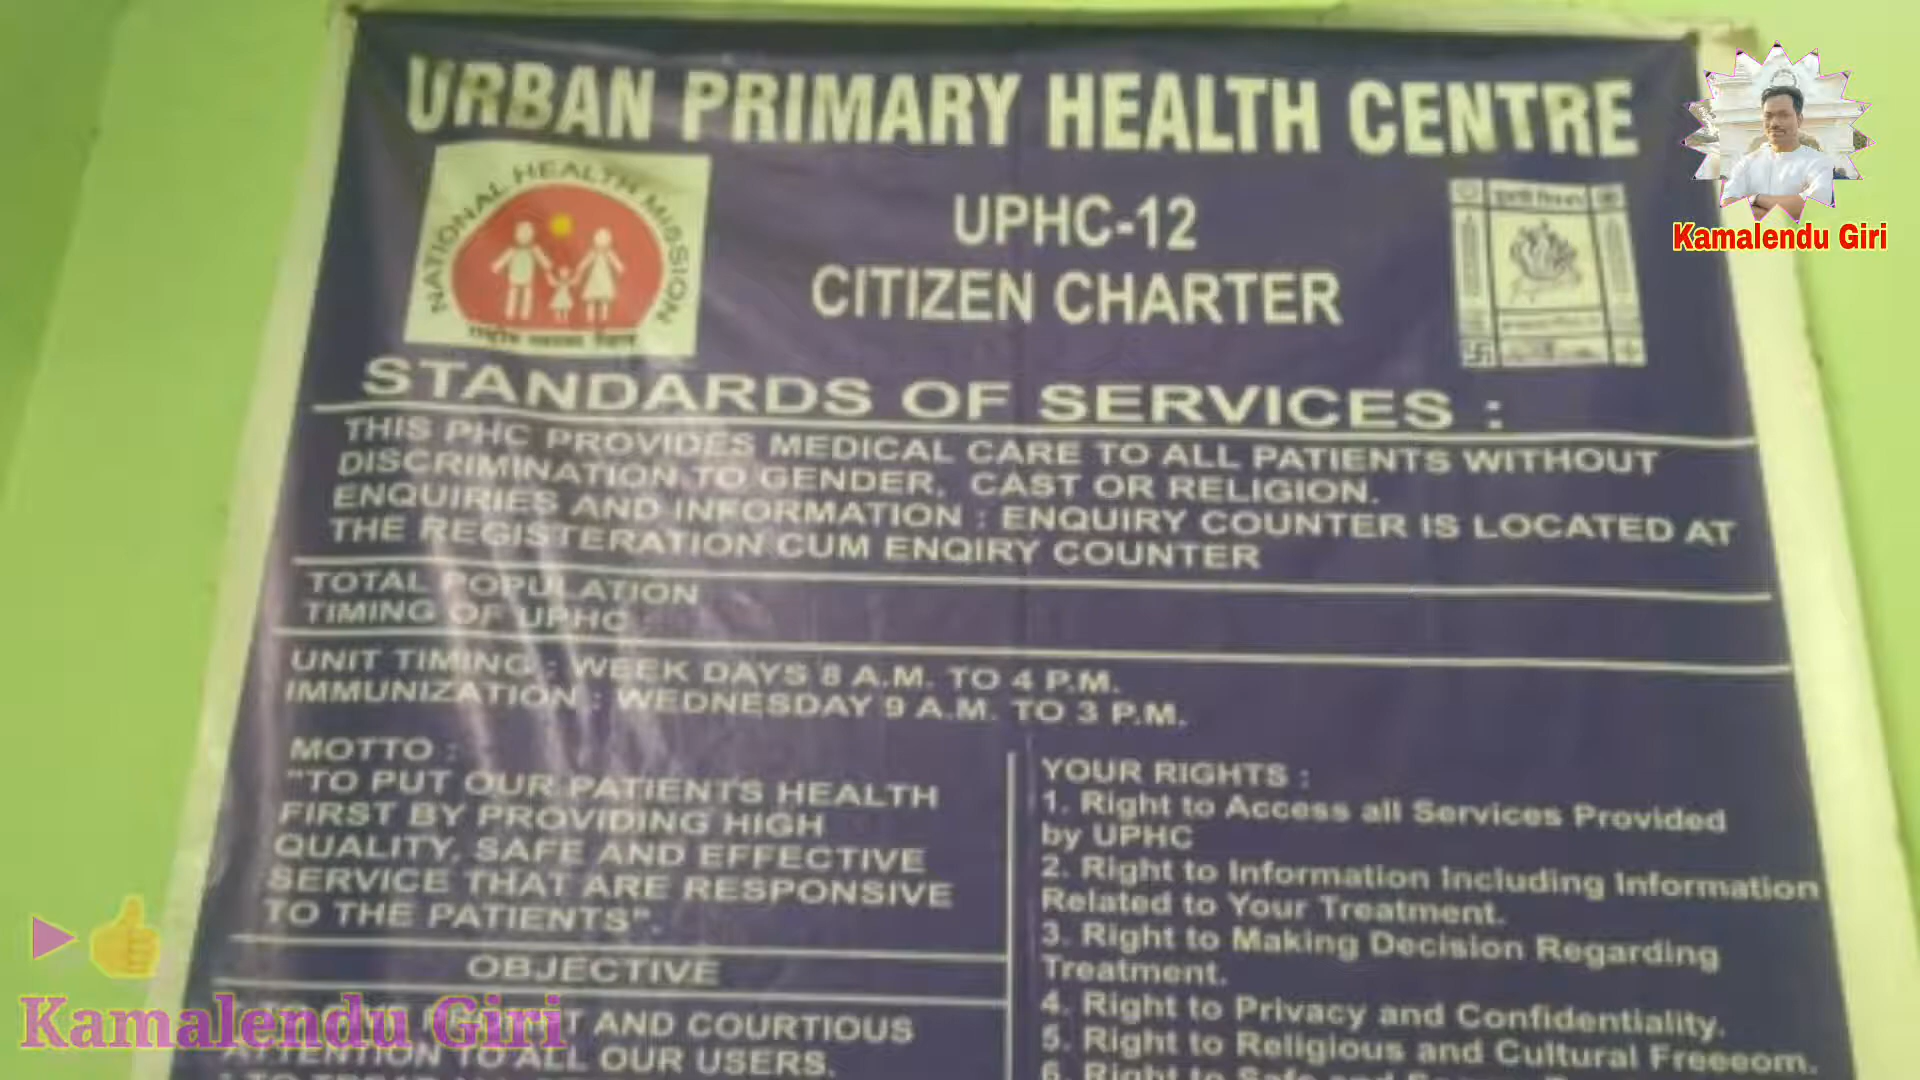 URBAN PRIMARY HEALTH CENTRE
NATIONAL HEALTH MISSION
UPHC-12
CITIZEN CHARTER
Kamalendu Giri
STANDARDS OF SERVICES :
THIS PHC PROVIDES MEDICAL CARE TO ALL PATIENTS WITHOUT
DISCRIMINATION TO GENDER, CAST OR RELIGION.
ENQUIRIES AND INFORMATION : ENQUIRY COUNTER IS LOCATED AT
THE REGISTERATION CUM ENQIRY COUNTER
TOTAL POPULATION
TIMING OF UPHC :
UNIT TIMING : WEEK DAYS 8 A.M. TO 4 P.M.
IMMUNIZATION : WEDNESDAY 9 A.M. TO 3 P.M.
MOTTO :
"TO PUT OUR PATIENTS HEALTH
FIRST BY PROVIDING HIGH
QUALITY, SAFE AND EFFECTIVE
SERVICE THAT ARE RESPONSIVE
TO THE PATIENTS".
OBJECTIVE
AND COURTIOUS
ATTENTION TO ALL OUR USERS.
YOUR RIGHTS :
1. Right to Access all Services Provided
by UPHC
2. Right to Information Including Information
Related to Your Treatment.
3. Right to Making Decision Regarding
Treatment.
4. Right to Privacy and Confidentiality.
5. Right to Religious and Cultural Freeeom.
6. Right to Safe and
Kamalendu Giri